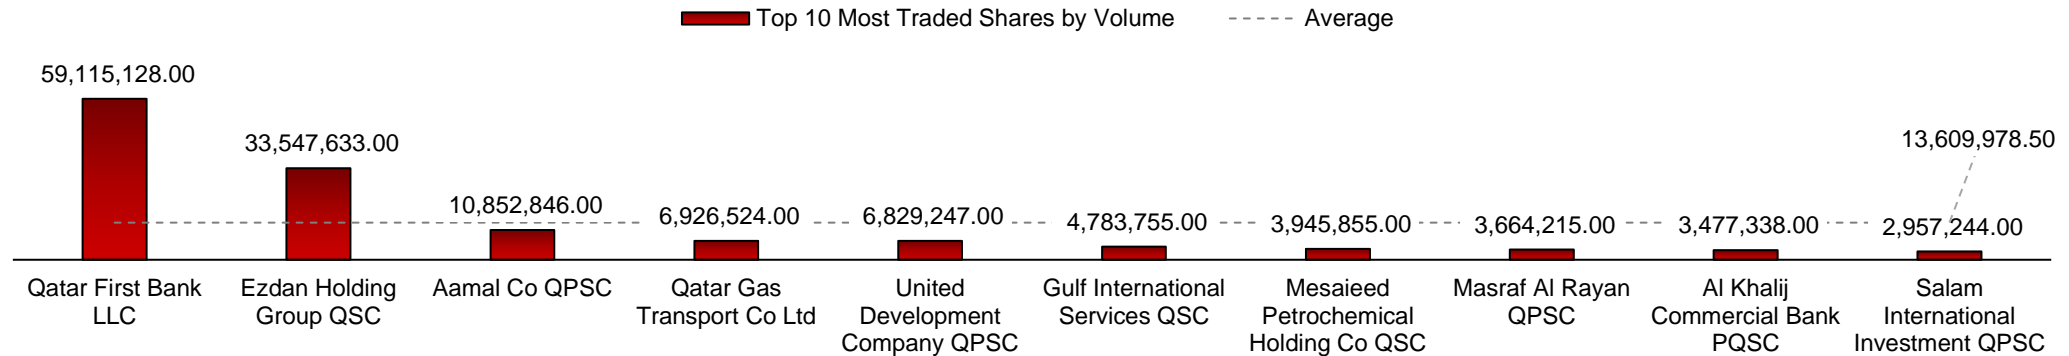 Top 10 Most Traded Shares by Volume
Average
59,115,128.00
33,547,633.00
10,852,846.00
6,926,524.00
6,829,247.00
4,783,755.00
3,945,855.00
3,664,215.00
3,477,338.00
2,957,244.00
13,609,978.50
Qatar First Bank
LLC
Ezdan Holding
Group QSC
Aamal Co QPSC
Qatar Gas
Transport Co Ltd
United
Development
Company QPSC
Gulf International
Services QSC
Mesaieed
Petrochemical
Holding Co QSC
Masraf Al Rayan
QPSC
Al Khalij
Commercial Bank
PQSC
Salam
International
Investment QPSC